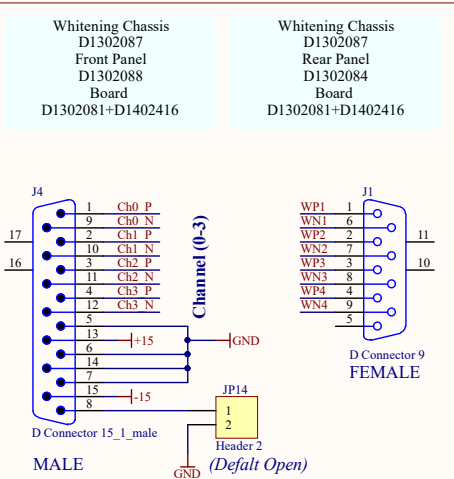 Whitening Chassis
D1302087
Front Panel
D1302088
Board
D1302081+D1402416
Whitening Chassis
D1302087
Rear Panel
D1302084
Board
D1302081+D1402416
J4
1 Ch0_P
9 Ch0_N
17
2 Ch1_P
10 Ch1_N
16
3 Ch2_P
11 Ch2_N
4 Ch3_P
12 Ch3_N
5
13 +15
6
14
7
15 -15
8
Channel (0-3)
GND
JP14
1
2
Header 2
(Defalt Open)
GND
D Connector 15_1_male
MALE
J1
WP1 1
WN1 6
WP2 2
11
WN2 7
WP3 3
10
WN3 8
WP4 4
WN4 9
5
D Connector 9
FEMALE